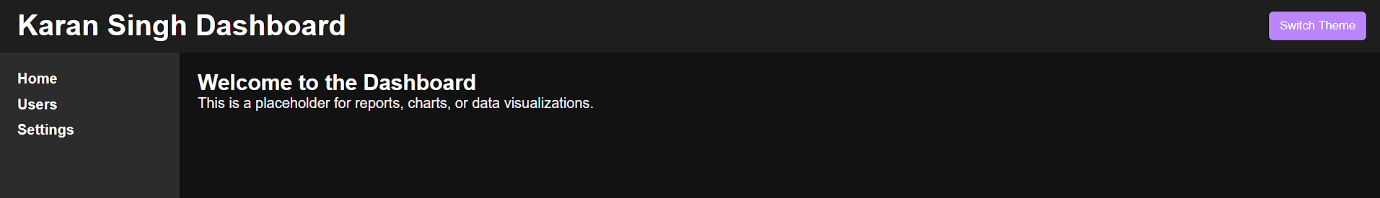 Karan Singh Dashboard
Switch Theme
Home
Users
Settings
Welcome to the Dashboard
This is a placeholder for reports, charts, or data visualizations.